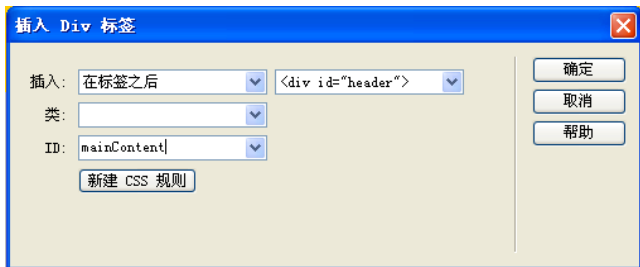 插入 Div 标签
插入: 在标签之后 <div id="header">
类:
ID: mainContent
新建 CSS 规则
确定
取消
帮助